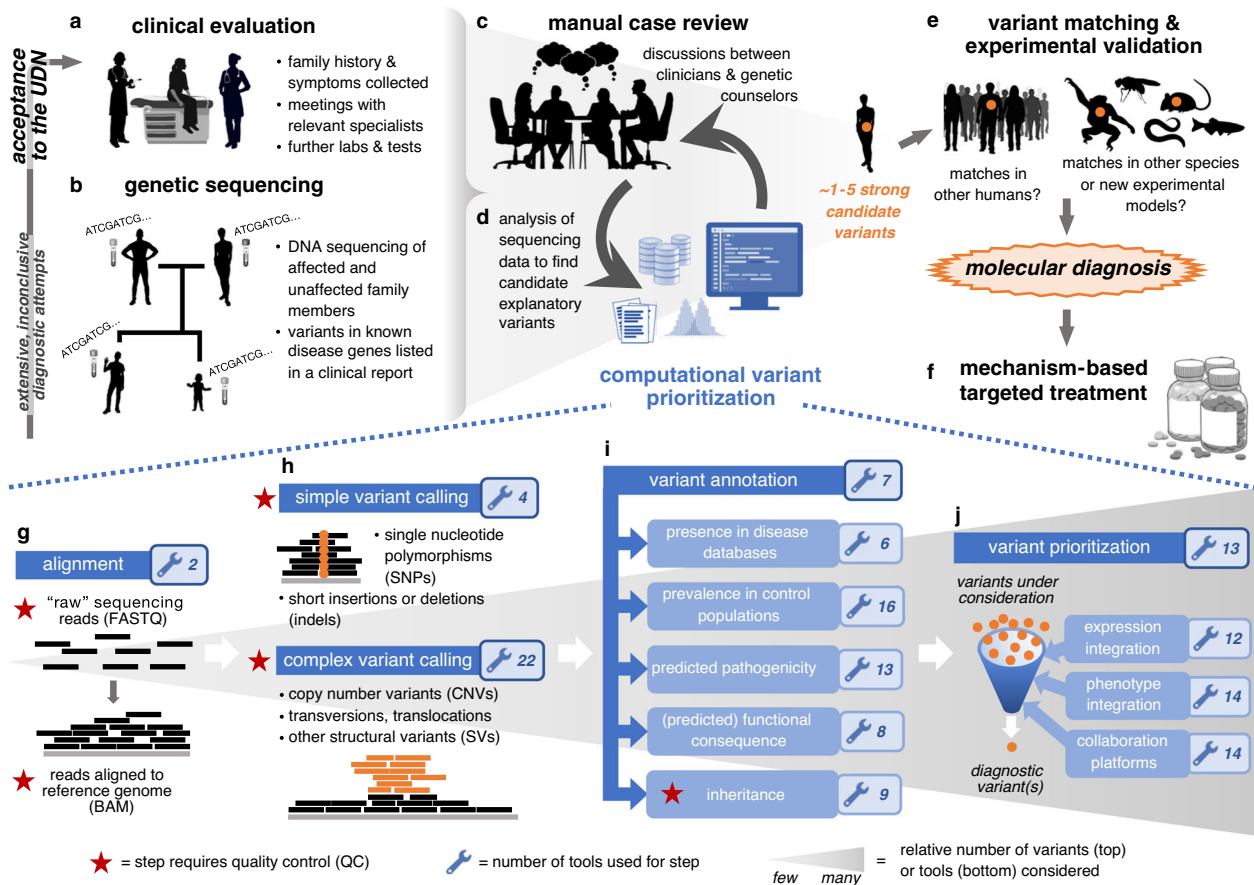 acceptance
to the UDN
extensive, inconclusive
diagnostic attempts
a
clinical evaluation
• family history &
symptoms collected
• meetings with
relevant specialists
• further labs & tests
b
genetic sequencing
ATCGATCG...
ATCGATCG...
ATCGATCG...
ATCGATCG...
• DNA sequencing of
affected and
unaffected family
members
• variants in known
disease genes listed
in a clinical report
c
manual case review
discussions between
clinicians & genetic
counselors
d
analysis of
sequencing
data to find
candidate
explanatory
variants
computational variant
prioritization
~1-5 strong
candidate
variants
e
variant matching &
experimental validation
matches in
other humans?
matches in other species
or new experimental
models?
molecular diagnosis
f
mechanism-based
targeted treatment
g
alignment
2
"raw" sequencing
reads (FASTQ)
reads aligned to
reference genome
(BAM)
h
simple variant calling
4
• single nucleotide
polymorphisms
(SNPs)
• short insertions or deletions
(indels)
complex variant calling
22
• copy number variants (CNVs)
• transversions, translocations
• other structural variants (SVs)
i
variant annotation
7
presence in disease
databases
6
prevalence in control
populations
16
predicted pathogenicity
13
(predicted) functional
consequence
8
inheritance
9
j
variant prioritization
13
variants under
consideration
expression
integration
12
phenotype
integration
14
collaboration
platforms
14
diagnostic
variant(s)
= step requires quality control (QC)
= number of tools used for step
few many
= relative number of variants (top)
or tools (bottom) considered